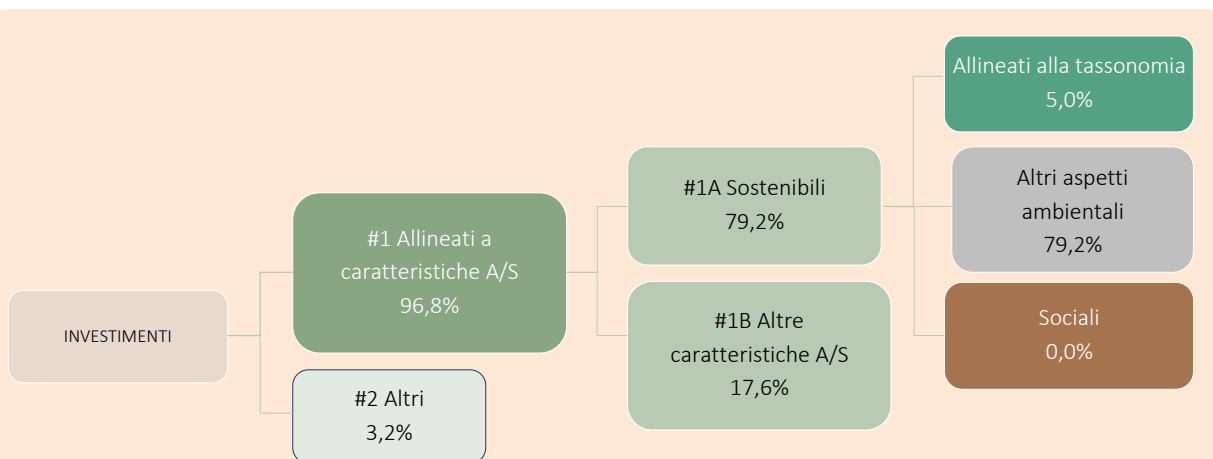 INVESTIMENTI
#1 Allineati a
caratteristiche A/S
96,8%
#2 Altri
3,2%
#1A Sostenibili
79,2%
#1B Altre
caratteristiche A/S
17,6%
Allineati alla tassonomia
5,0%
Altri aspetti
ambientali
79,2%
Sociali
0,0%